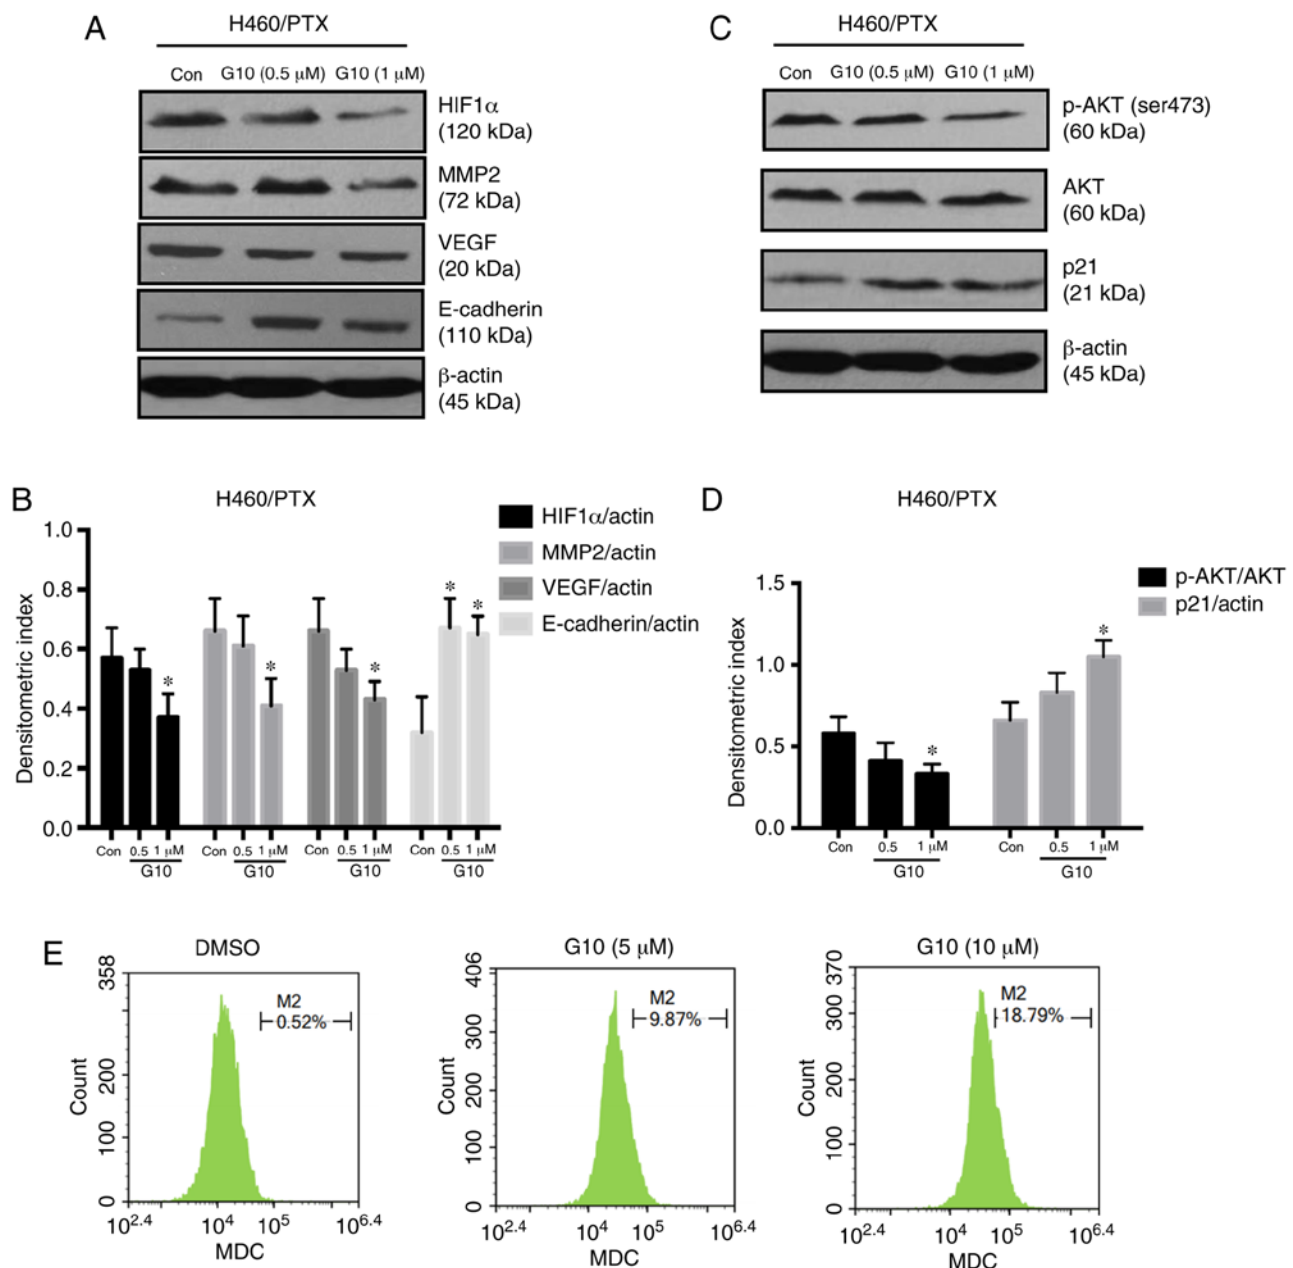 A
H460/PTX
Con G10 (0.5 μM) G10 (1 μM)
HIF1α
(120 kDa)
MMP2
(72 kDa)
VEGF
(20 kDa)
E-cadherin
(110 kDa)
β-actin
(45 kDa)
C
H460/PTX
Con G10 (0.5 μM) G10 (1 μM)
p-AKT (ser473)
(60 kDa)
AKT
(60 kDa)
p21
(21 kDa)
β-actin
(45 kDa)
B
H460/PTX
HIF1α/actin
MMP2/actin
VEGF/actin
E-cadherin/actin
Densitometric index
1.0
0.8
0.6
0.4
0.2
0.0
* * * * *
Con 0.5 1 μM Con 0.5 1 μM Con 0.5 1 μM Con 0.5 1 μM
G10 G10 G10 G10
D
H460/PTX
p-AKT/AKT
p21/actin
Densitometric index
1.5
1.0
0.5
0.0
* *
Con 0.5 1 μM Con 0.5 1 μM
G10 G10
E
DMSO
M2
0.52%
Count
358
200
100
0
10^2.4 10^4 10^5 10^6.4
MDC
G10 (5 μM)
M2
9.87%
Count
406
300
200
100
0
10^2.4 10^4 10^5 10^6.4
MDC
G10 (10 μM)
M2
18.79%
Count
370
300
200
100
0
10^2.4 10^4 10^5 10^6.4
MDC